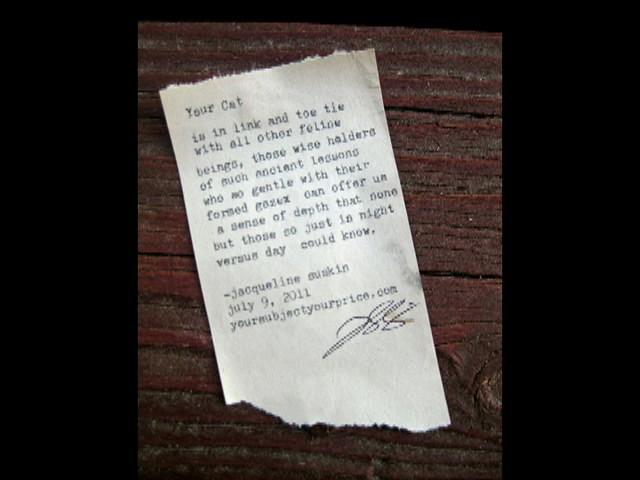 Your Cat
is in link and toe tie
with all other feline
beings, those wise holders
of such ancient lessons
who so gentle with their
formed gazex can offer us
a sense of depth that none
but those so just in night
versus day could know.
-jacqueline suskin
july 9, 2011
yoursubjectyourprice.com